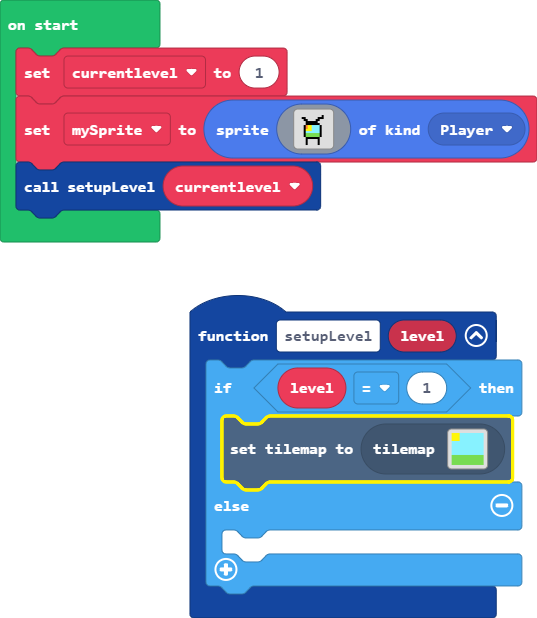 on start
set currentlevel to 1
set mySprite to sprite of kind Player
call setupLevel currentlevel
function setupLevel level
if level = 1 then
set tilemap to tilemap
else